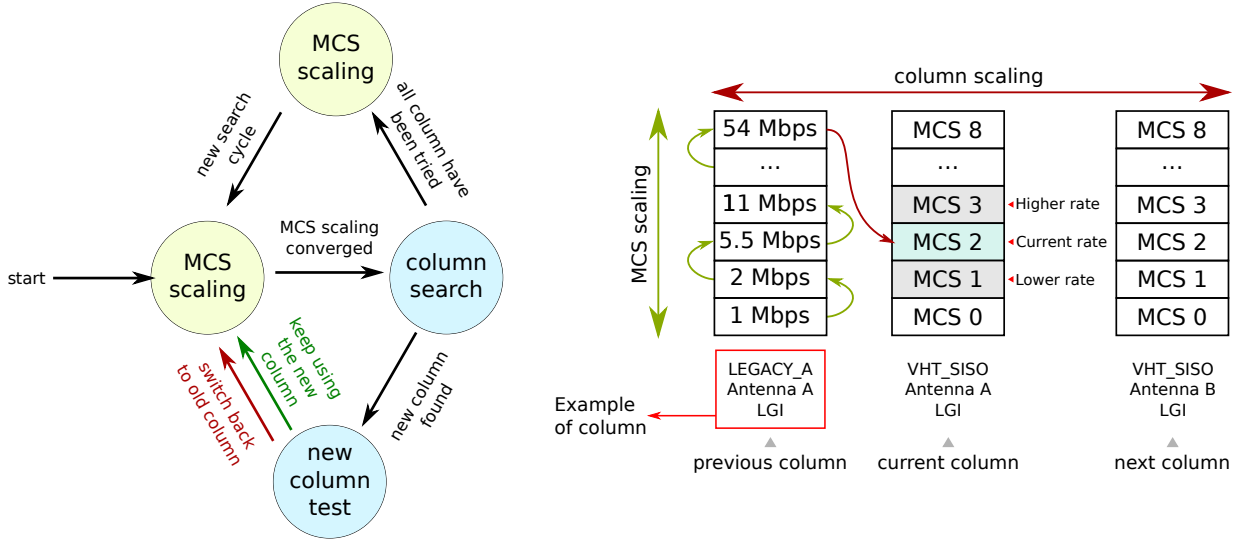 MCS
scaling
new search
cycle
all column have
been tried
start
MCS
scaling
MCS scaling
converged
column
search
keep using
the new
column
switch back
to old column
new column
found
new
column
test
column scaling
MCS scaling
54 Mbps
...
11 Mbps
5.5 Mbps
2 Mbps
1 Mbps
LEGACY_A
Antenna A
LGI
Example
of column
previous column
MCS 8
...
MCS 3
MCS 2
MCS 1
MCS 0
Higher rate
Current rate
Lower rate
VHT_SISO
Antenna A
LGI
current column
MCS 8
...
MCS 3
MCS 2
MCS 1
MCS 0
VHT_SISO
Antenna B
LGI
next column